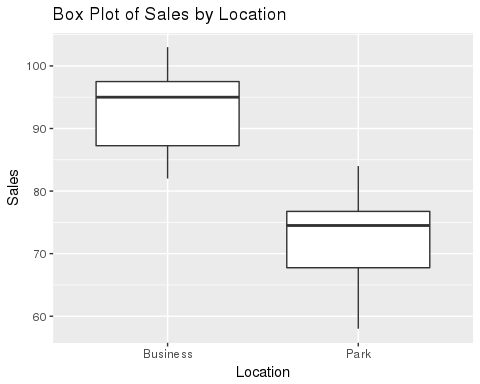 Box Plot of Sales by Location
100
90
80
70
60
Sales
Business Park
Location